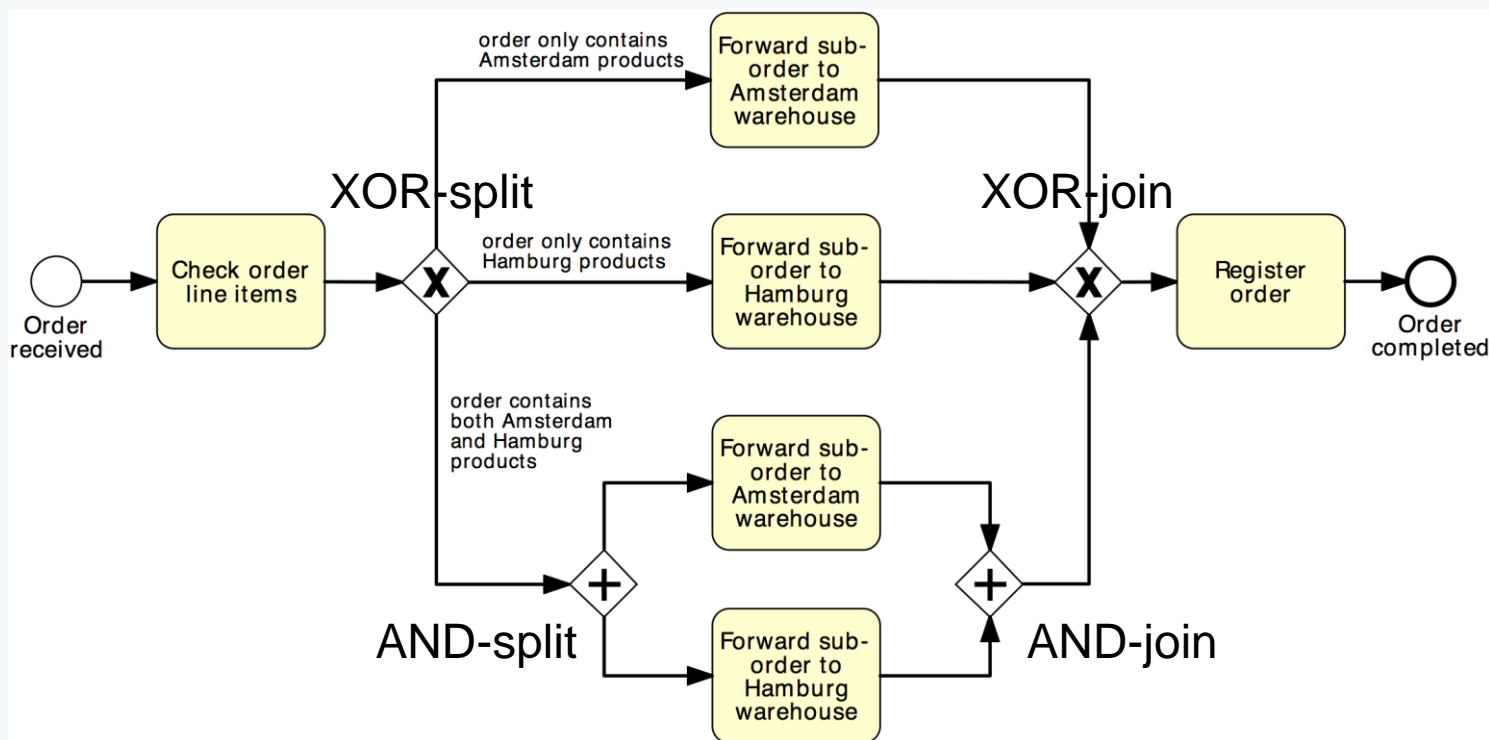 order only contains
Amsterdam products
Forward sub-
order to
Amsterdam
warehouse
XOR-split
XOR-join
Order
received
Check order
line items
X
order only contains
Hamburg products
Forward sub-
order to
Hamburg
warehouse
X
Register
order
Order
completed
order contains
both Amsterdam
and Hamburg
products
Forward sub-
order to
Amsterdam
warehouse
+
+
AND-split
AND-join
Forward sub-
order to
Hamburg
warehouse